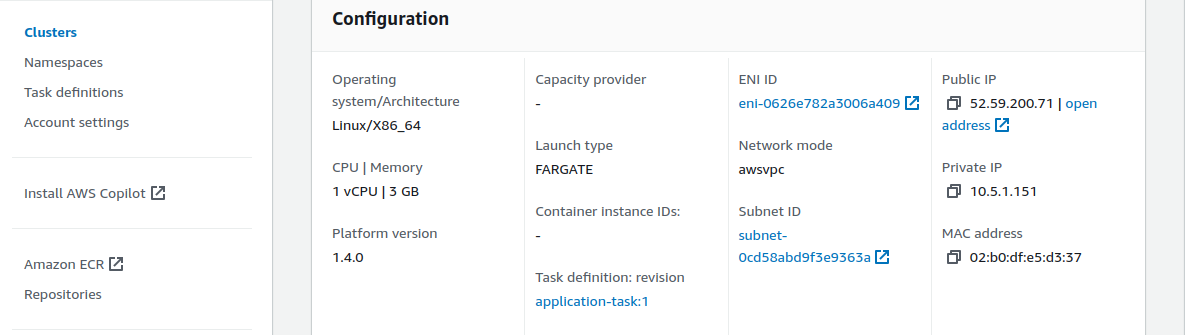 Clusters
Namespaces
Task definitions
Account settings
Install AWS Copilot
Amazon ECR
Repositories
Configuration
Operating
system/Architecture
Linux/X86_64
CPU | Memory
1 vCPU | 3 GB
Platform version
1.4.0
Capacity provider
-
Launch type
FARGATE
Container instance IDs:
-
Task definition: revision
application-task:1
ENI ID
eni-0626e782a3006a409
Network mode
awsvpc
Subnet ID
subnet-
0cd58abd9f3e9363a
Public IP
52.59.200.71 | open
address
Private IP
10.5.1.151
MAC address
02:b0:df:e5:d3:37